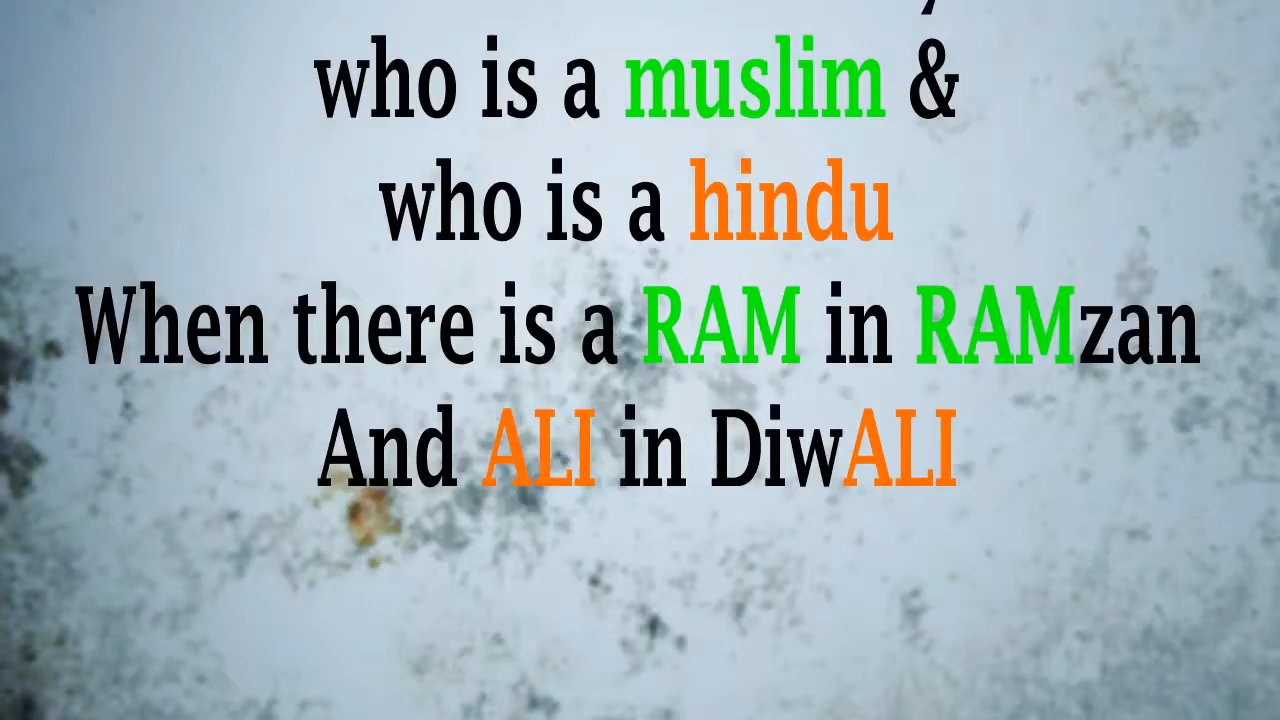 who is a muslim &
who is a hindu
When there is a RAM in RAMzan
And ALI in DiwALI